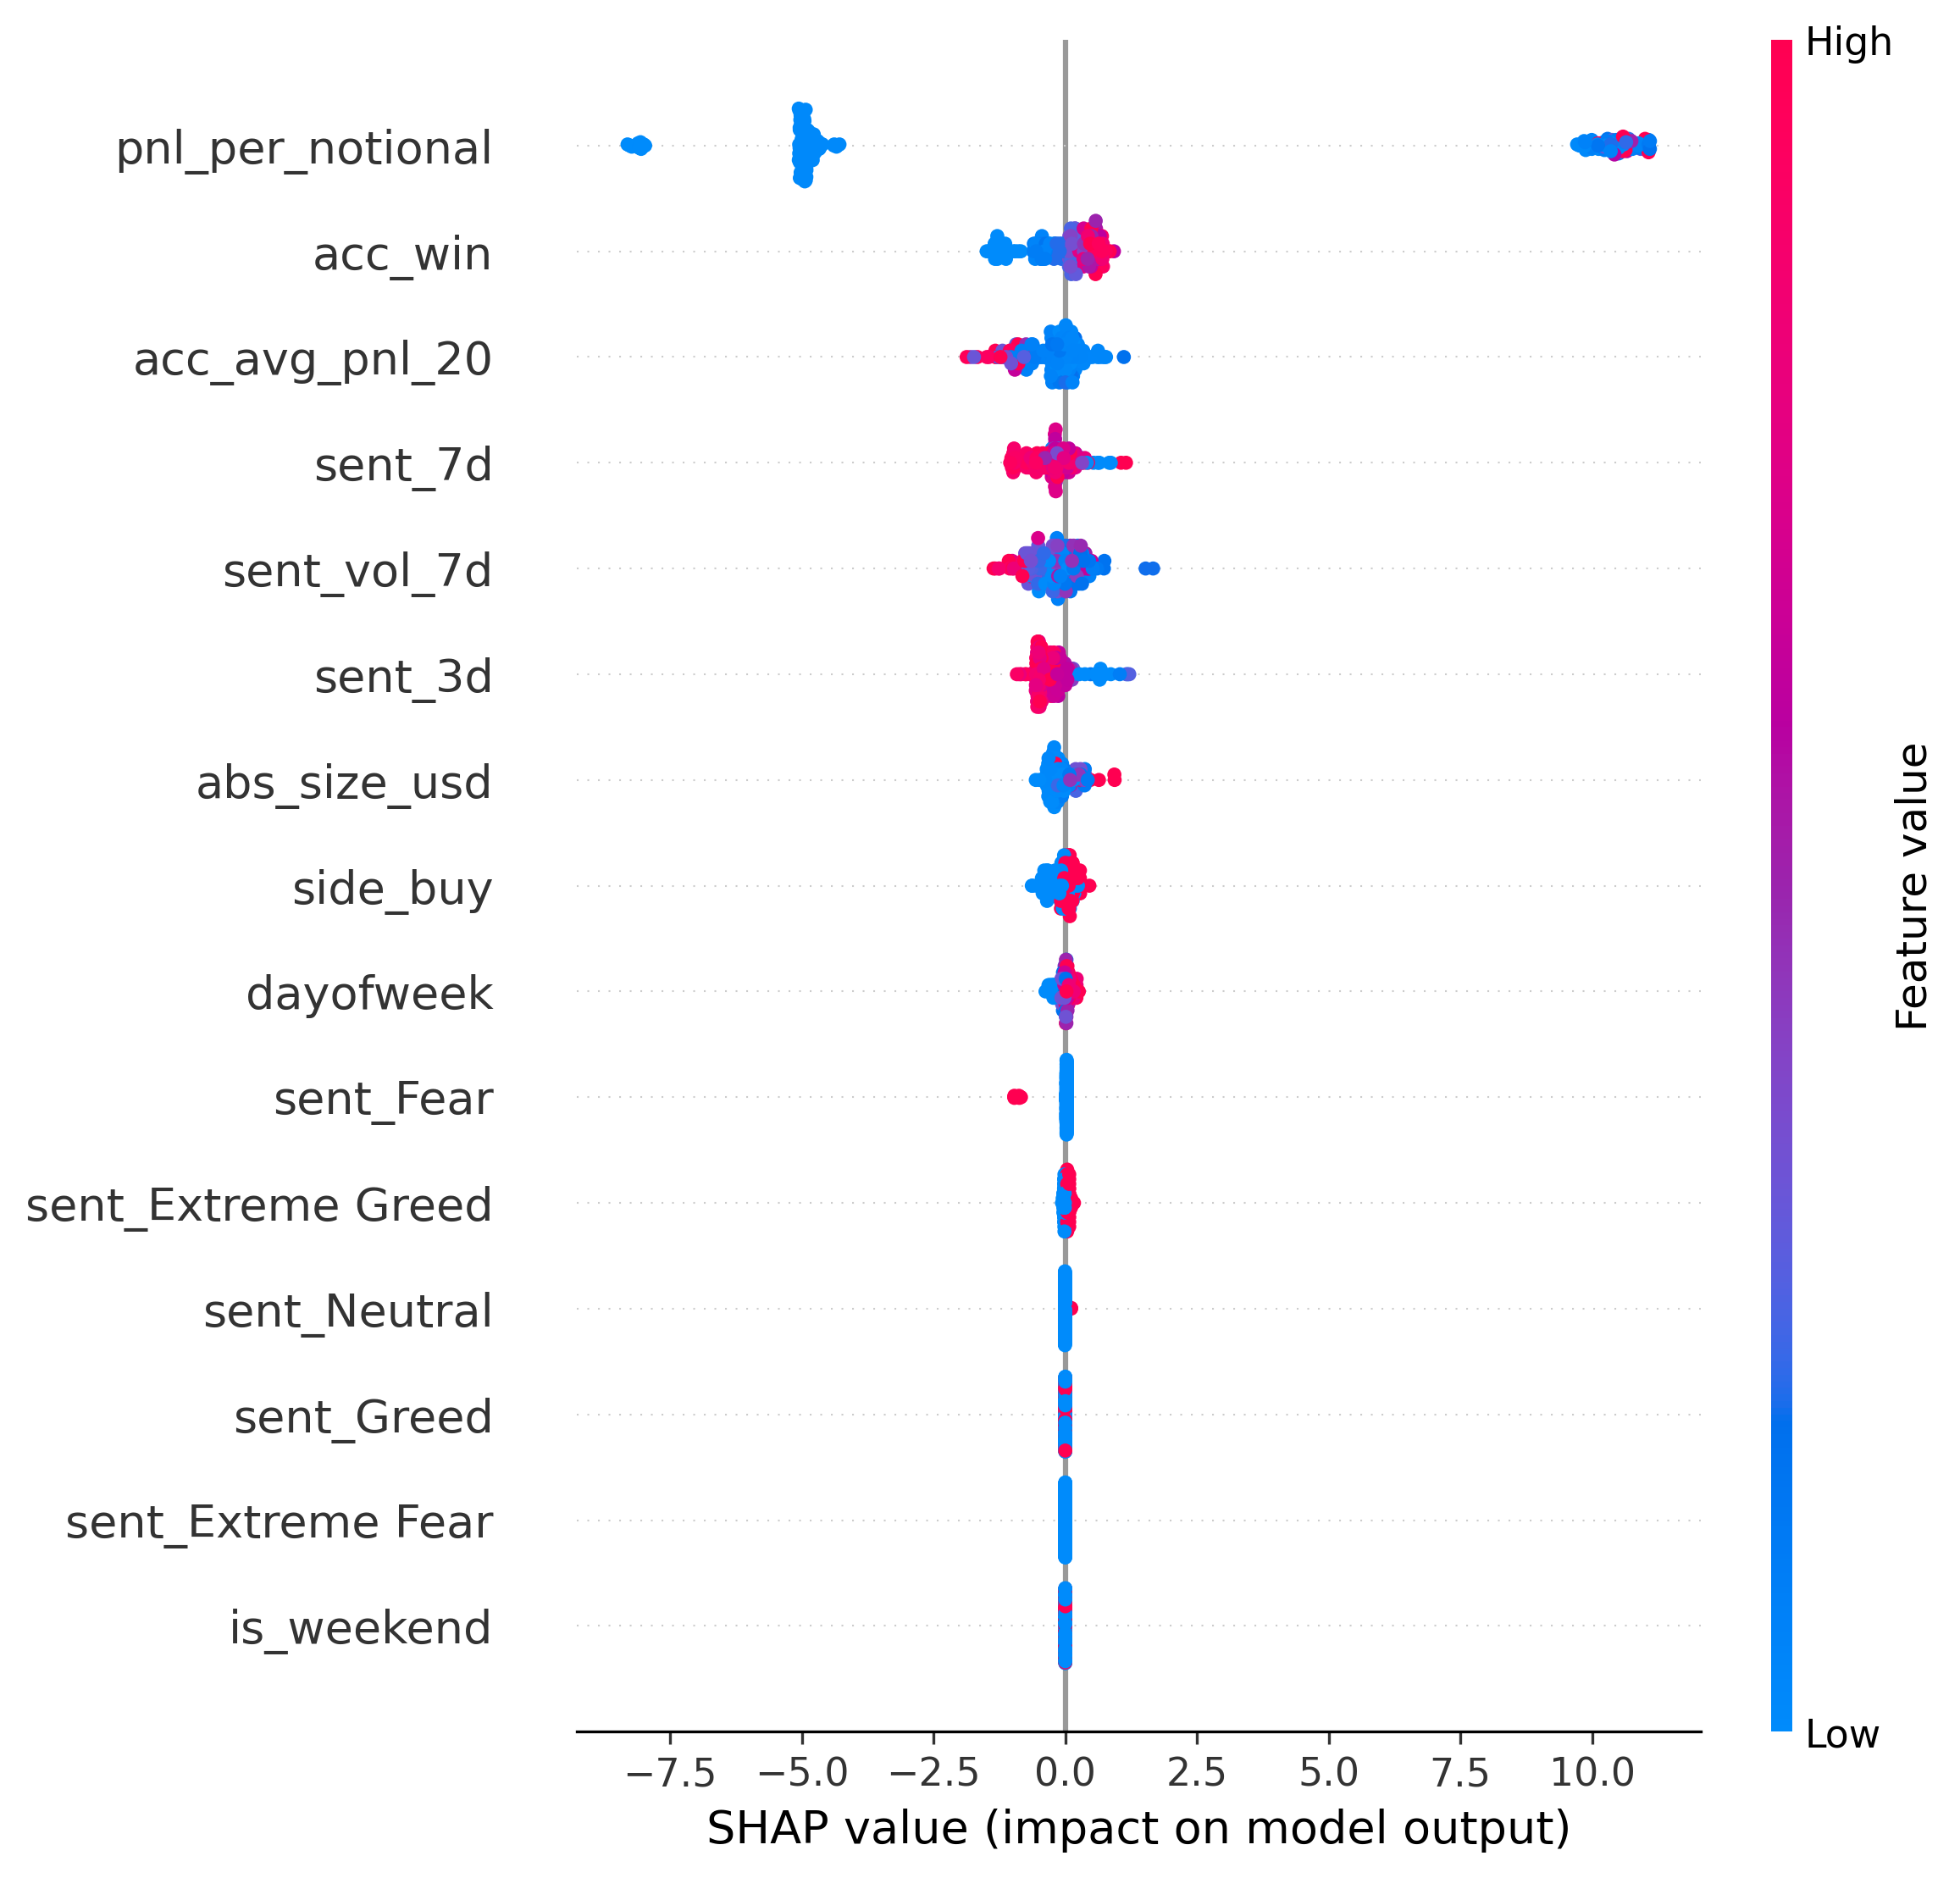 High
pnl_per_notional
acc_win
acc_avg_pnl_20
sent_7d
sent_vol_7d
sent_3d
abs_size_usd
side_buy
dayofweek
sent_Fear
sent_Extreme Greed
sent_Neutral
sent_Greed
sent_Extreme Fear
is_weekend
Feature value
Low
−7.5 −5.0 −2.5 0.0 2.5 5.0 7.5 10.0
SHAP value (impact on model output)